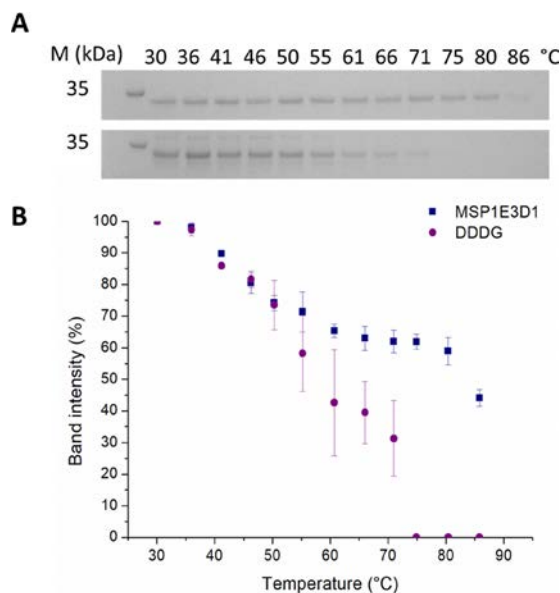 A
M (kDa) 30 36 41 46 50 55 61 66 71 75 80 86 °C
35
35
B
MSP1E3D1
DDDG
100
90
80
70
60
50
40
30
20
10
0
Band intensity (%)
30 40 50 60 70 80 90
Temperature (°C)